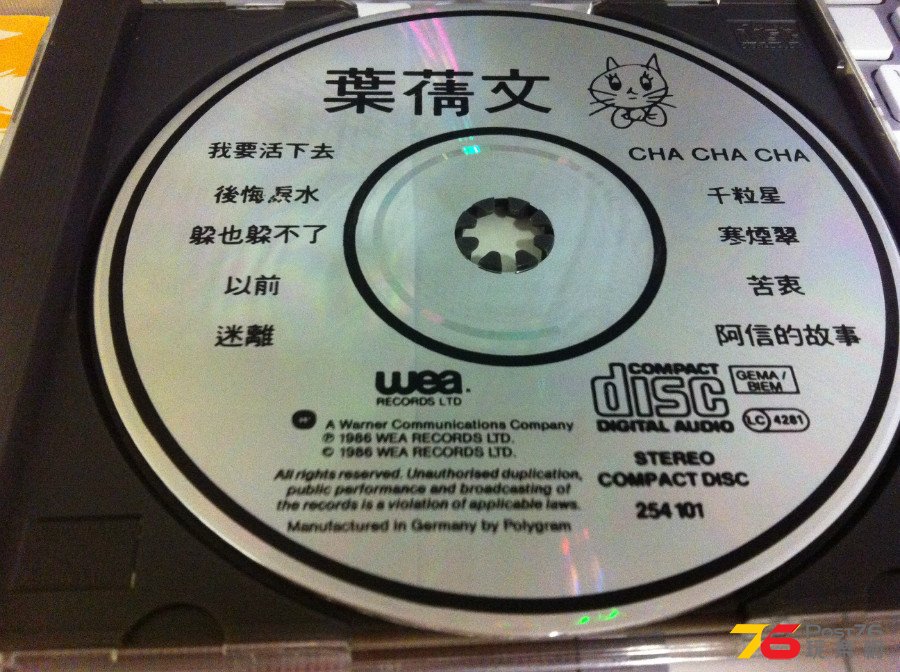 葉蒨文
我要活下去
後悔烹水
躲也躲不了
以前
迷離
CHA CHA CHA
千粒星
寒煙翠
苦衷
阿信的故事
wea.
RECORDS LTD
A Warner Communications Company
℗ 1986 WEA RECORDS LTD.
© 1986 WEA RECORDS LTD.
All rights reserved. Unauthorised duplication,
public performance and broadcasting of
the records is a violation of applicable laws.
Manufactured in Germany by Polygram
COMPACT
disc
DIGITAL AUDIO
GEMA/
BIEM
LC 4281
STEREO
COMPACT DISC
254 101
76
Post76